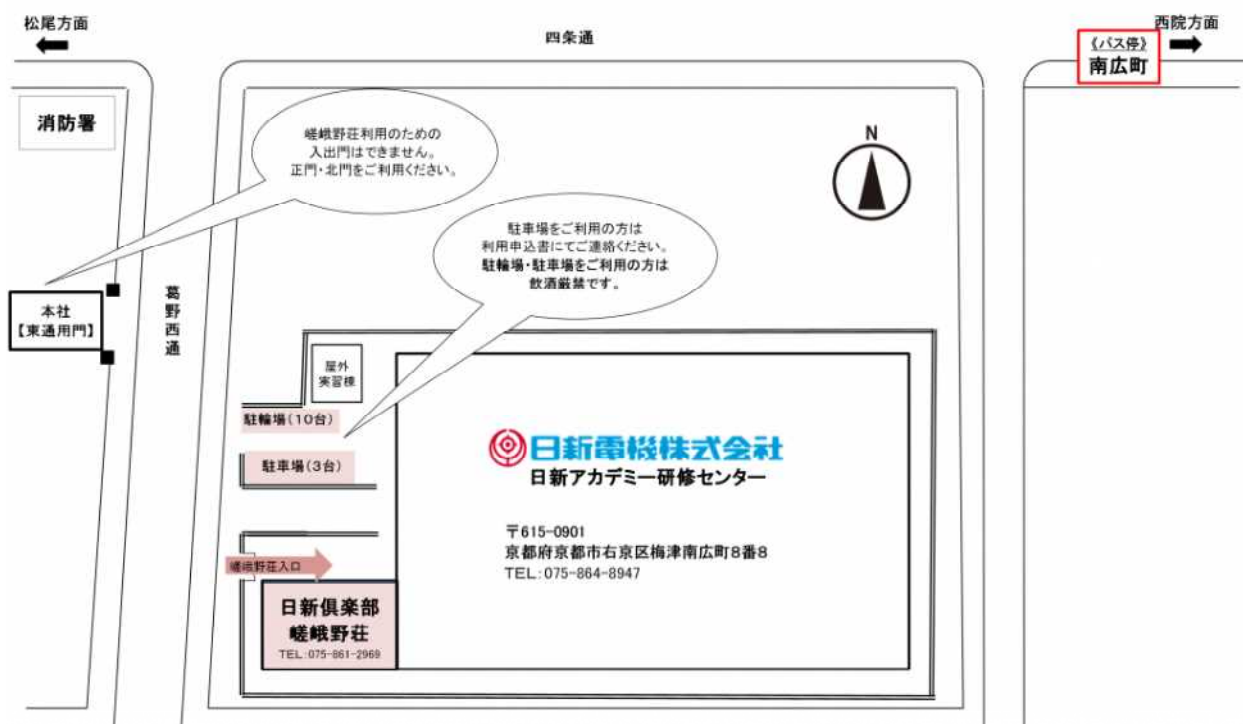 松尾方面
四条通
西院方面
《バス停》
南広町
消防署
嵯峨野荘利用のための
入出門はできません。
正門・北門をご利用ください。
N
駐車場をご利用の方は
利用申込書にてご連絡ください。
駐輪場・駐車場をご利用の方は
飲酒厳禁です。
本社
【東通用門】
葛野西通
屋外
実習棟
駐輪場(10台)
駐車場(3台)
日新電機株式会社
日新アカデミー研修センター
〒615-0901
京都府京都市右京区梅津南広町8番8
TEL:075-864-8947
嵯峨野荘入口
日新倶楽部
嵯峨野荘
TEL:075-861-2969